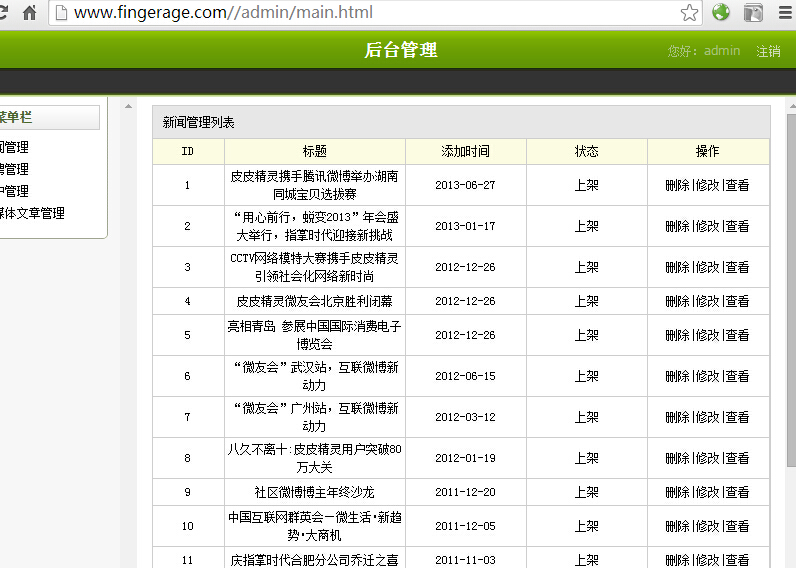 www.fingerage.com//admin/main.html
后台管理
您好：admin 注销
菜单栏
管理
管理
管理
媒体文章管理
新闻管理列表
ID 标题 添加时间 状态 操作
1 皮皮精灵携手腾讯微博举办湖南 2013-06-27 上架 删除|修改|查看
同城宝贝选拔赛
2 “用心前行，蜕变2013”年会盛 2013-01-17 上架 删除|修改|查看
大举行，指掌时代迎接新挑战
3 CCTV网络模特大赛携手皮皮精灵 2012-12-26 上架 删除|修改|查看
引领社会化网络新时尚
4 皮皮精灵微友会北京胜利闭幕 2012-12-26 上架 删除|修改|查看
5 亮相青岛 参展中国国际消费电子 2012-12-26 上架 删除|修改|查看
博览会
6 “微友会”武汉站，互联微博新 2012-06-15 上架 删除|修改|查看
动力
7 “微友会”广州站，互联微博新 2012-03-12 上架 删除|修改|查看
动力
8 八久不离十:皮皮精灵用户突破80 2012-01-19 上架 删除|修改|查看
万大关
9 社区微博博主年终沙龙 2011-12-20 上架 删除|修改|查看
10 中国互联网群英会—微生活·新趋 2011-12-05 上架 删除|修改|查看
势·大商机
11 庆指掌时代合肥分公司乔迁之喜 2011-11-03 上架 删除|修改|查看